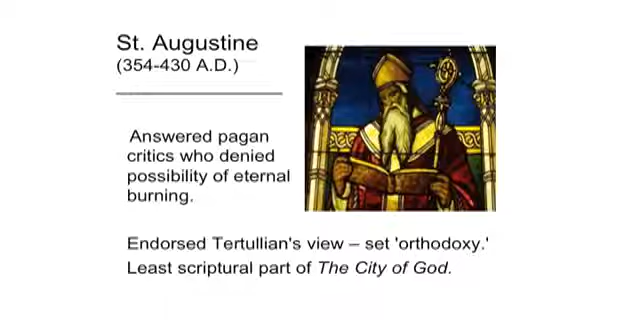 St. Augustine
(354-430 A.D.)
Answered pagan
critics who denied
possibility of eternal
burning.
Endorsed Tertullian's view – set 'orthodoxy.'
Least scriptural part of The City of God.